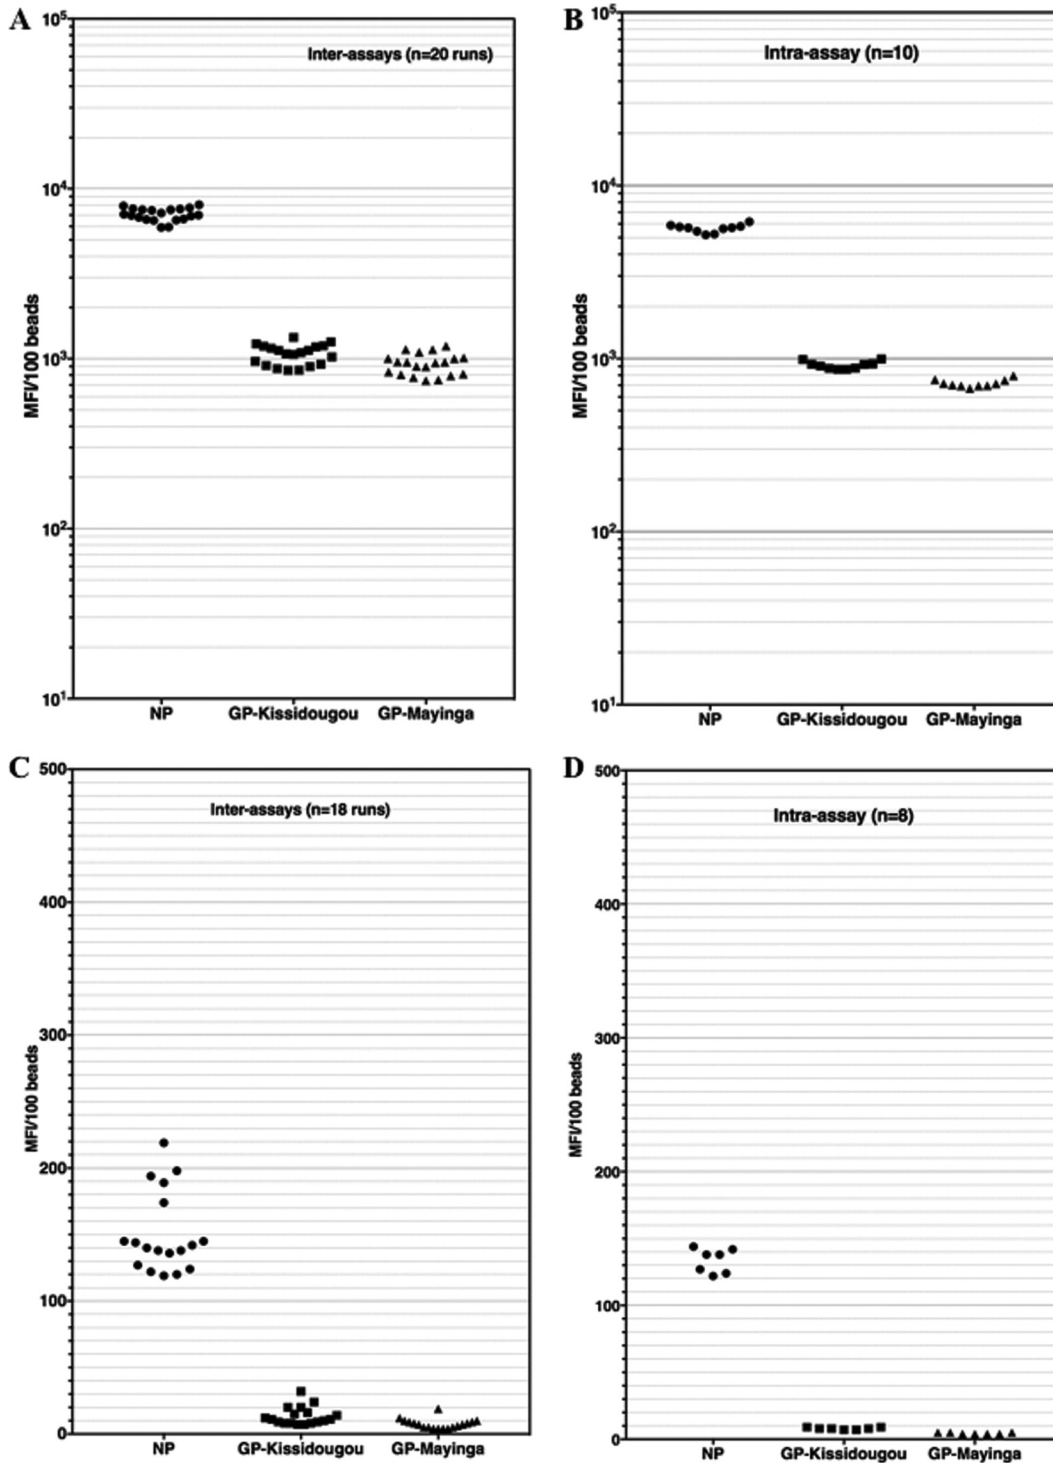 A
Inter-assays (n=20 runs)
10⁵
10⁴
10³
10²
10¹
MFI/100 beads
NP GP-Kissidougou GP-Mayinga
B
Intra-assay (n=10)
10⁵
10⁴
10³
10²
10¹
MFI/100 beads
NP GP-Kissidougou GP-Mayinga
C
Inter-assays (n=18 runs)
500
400
300
200
100
0
MFI/100 beads
NP GP-Kissidougou GP-Mayinga
D
Intra-assay (n=8)
500
400
300
200
100
0
MFI/100 beads
NP GP-Kissidougou GP-Mayinga